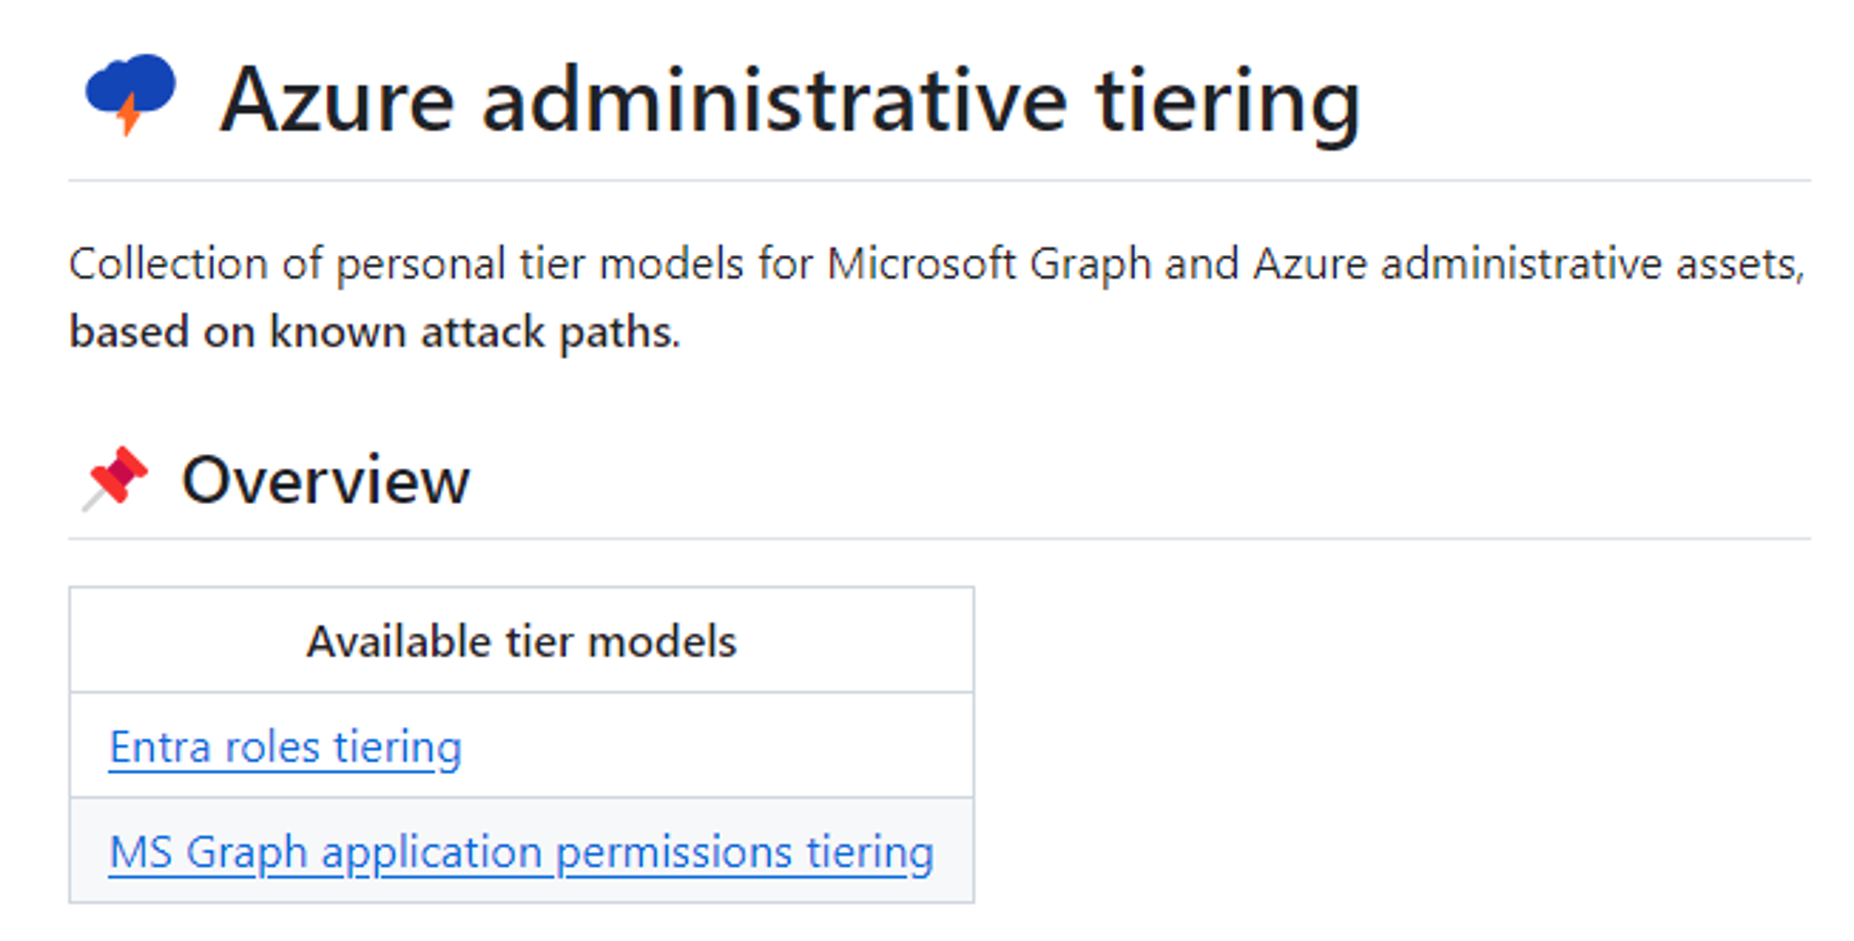 Azure administrative tiering
Collection of personal tier models for Microsoft Graph and Azure administrative assets,
based on known attack paths.
Overview
Available tier models
Entra roles tiering
MS Graph application permissions tiering